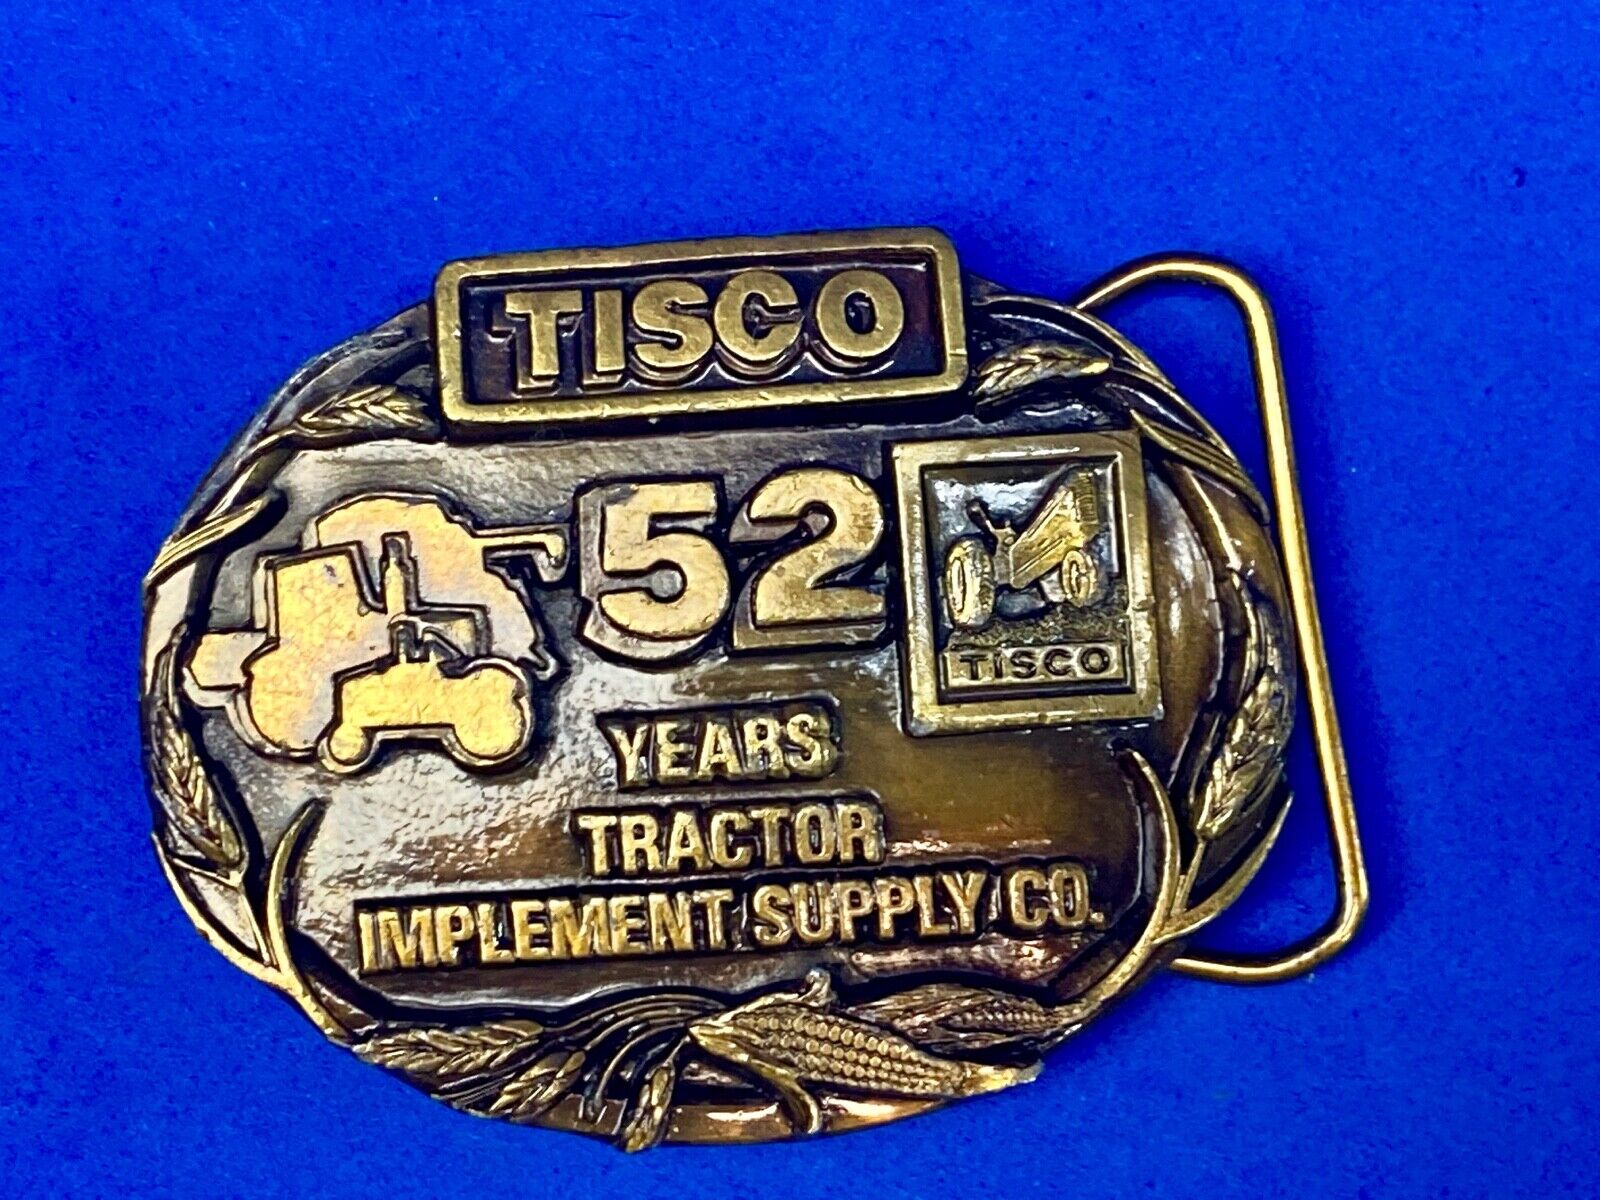 TISCO
52
TISCO
YEARS
TRACTOR
IMPLEMENT SUPPLY CO.